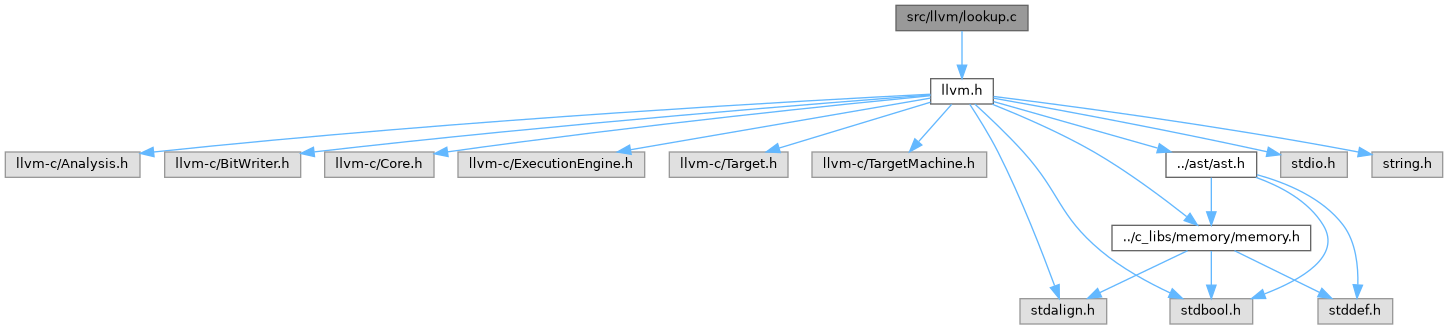 src/llvm/lookup.c
llvm.h
llvm-c/Analysis.h
llvm-c/BitWriter.h
llvm-c/Core.h
llvm-c/ExecutionEngine.h
llvm-c/Target.h
llvm-c/TargetMachine.h
../ast/ast.h
stdio.h
string.h
../c_libs/memory/memory.h
stdalign.h
stdbool.h
stddef.h